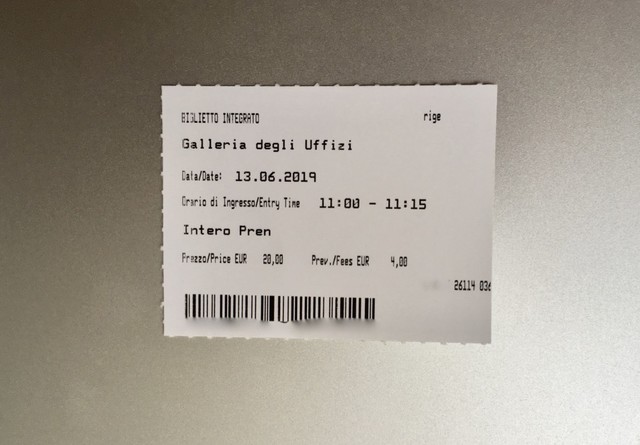 BIGLIETTO INTEGRATO rige
Galleria degli Uffizi
Data/Date: 13.06.2019
Orario di Ingresso/Entry Time 11:00 - 11:15
Intero Pren
Prezzo/Price EUR 20,00 Prev./Fees EUR 4,00
26114 036